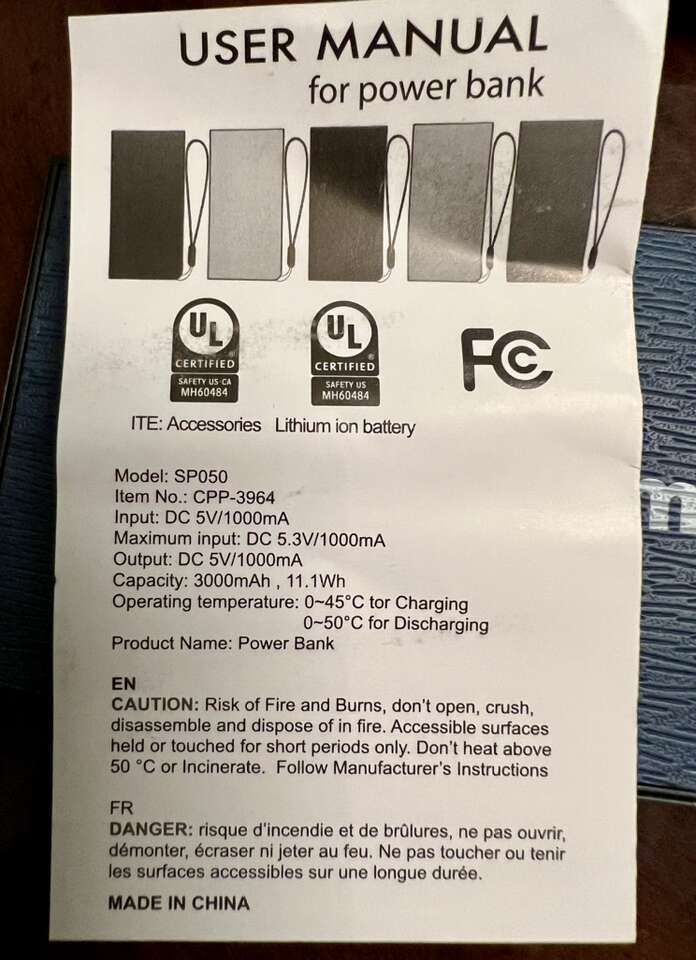 USER MANUAL
for power bank
UL UL FC
CERTIFIED CERTIFIED
SAFETY US CA SAFETY US
MH60484 MH60484
ITE: Accessories Lithium ion battery
Model: SP050
Item No.: CPP-3964
Input: DC 5V/1000mA
Maximum input: DC 5.3V/1000mA
Output: DC 5V/1000mA
Capacity: 3000mAh , 11.1Wh
Operating temperature: 0~45°C tor Charging
0~50°C for Discharging
Product Name: Power Bank
EN
CAUTION: Risk of Fire and Burns, don't open, crush,
disassemble and dispose of in fire. Accessible surfaces
held or touched for short periods only. Don't heat above
50 °C or Incinerate. Follow Manufacturer's Instructions
FR
DANGER: risque d'incendie et de brûlures, ne pas ouvrir,
démonter, écraser ni jeter au feu. Ne pas toucher ou tenir
les surfaces accessibles sur une longue durée.
MADE IN CHINA